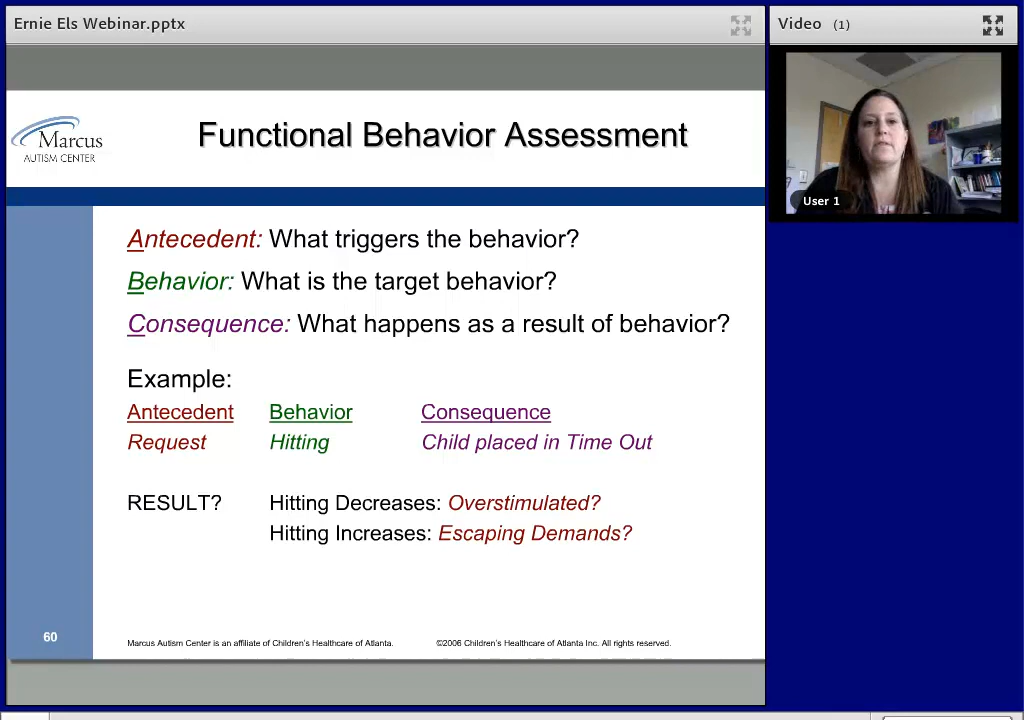 Ernie Els Webinar.pptx
Video (1)
Marcus
AUTISM CENTER
Functional Behavior Assessment
User 1
Antecedent: What triggers the behavior?
Behavior: What is the target behavior?
Consequence: What happens as a result of behavior?
Example:
Antecedent Behavior Consequence
Request Hitting Child placed in Time Out
RESULT? Hitting Decreases: Overstimulated?
Hitting Increases: Escaping Demands?
60
Marcus Autism Center is an affiliate of Children's Healthcare of Atlanta. ©2006 Children's Healthcare of Atlanta Inc. All rights reserved.